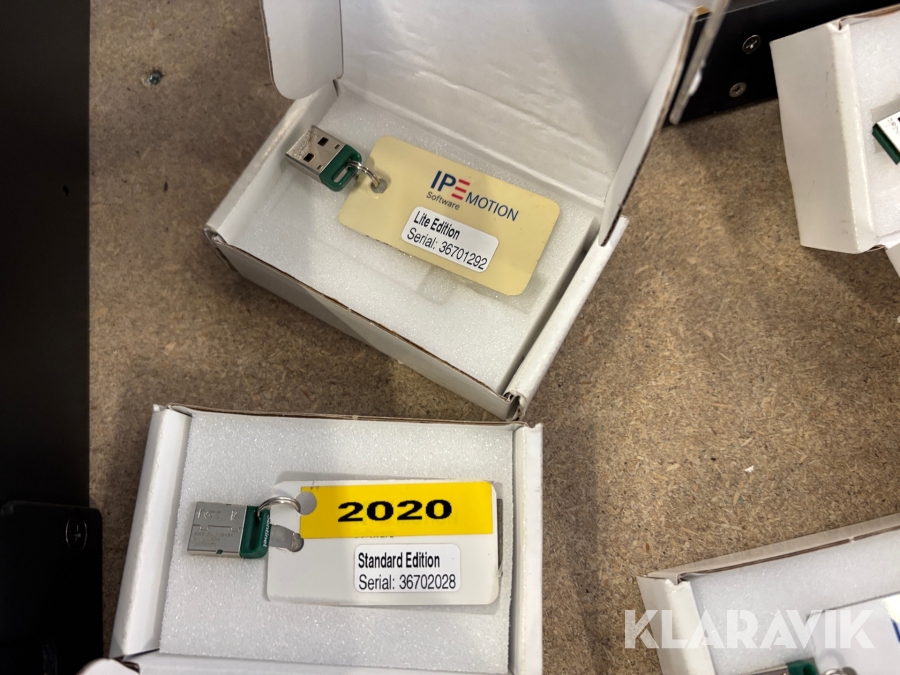 IPEMOTION
Software
Lite Edition
Serial: 36701292
2020
Standard Edition
Serial: 36702028
KLARAVIK